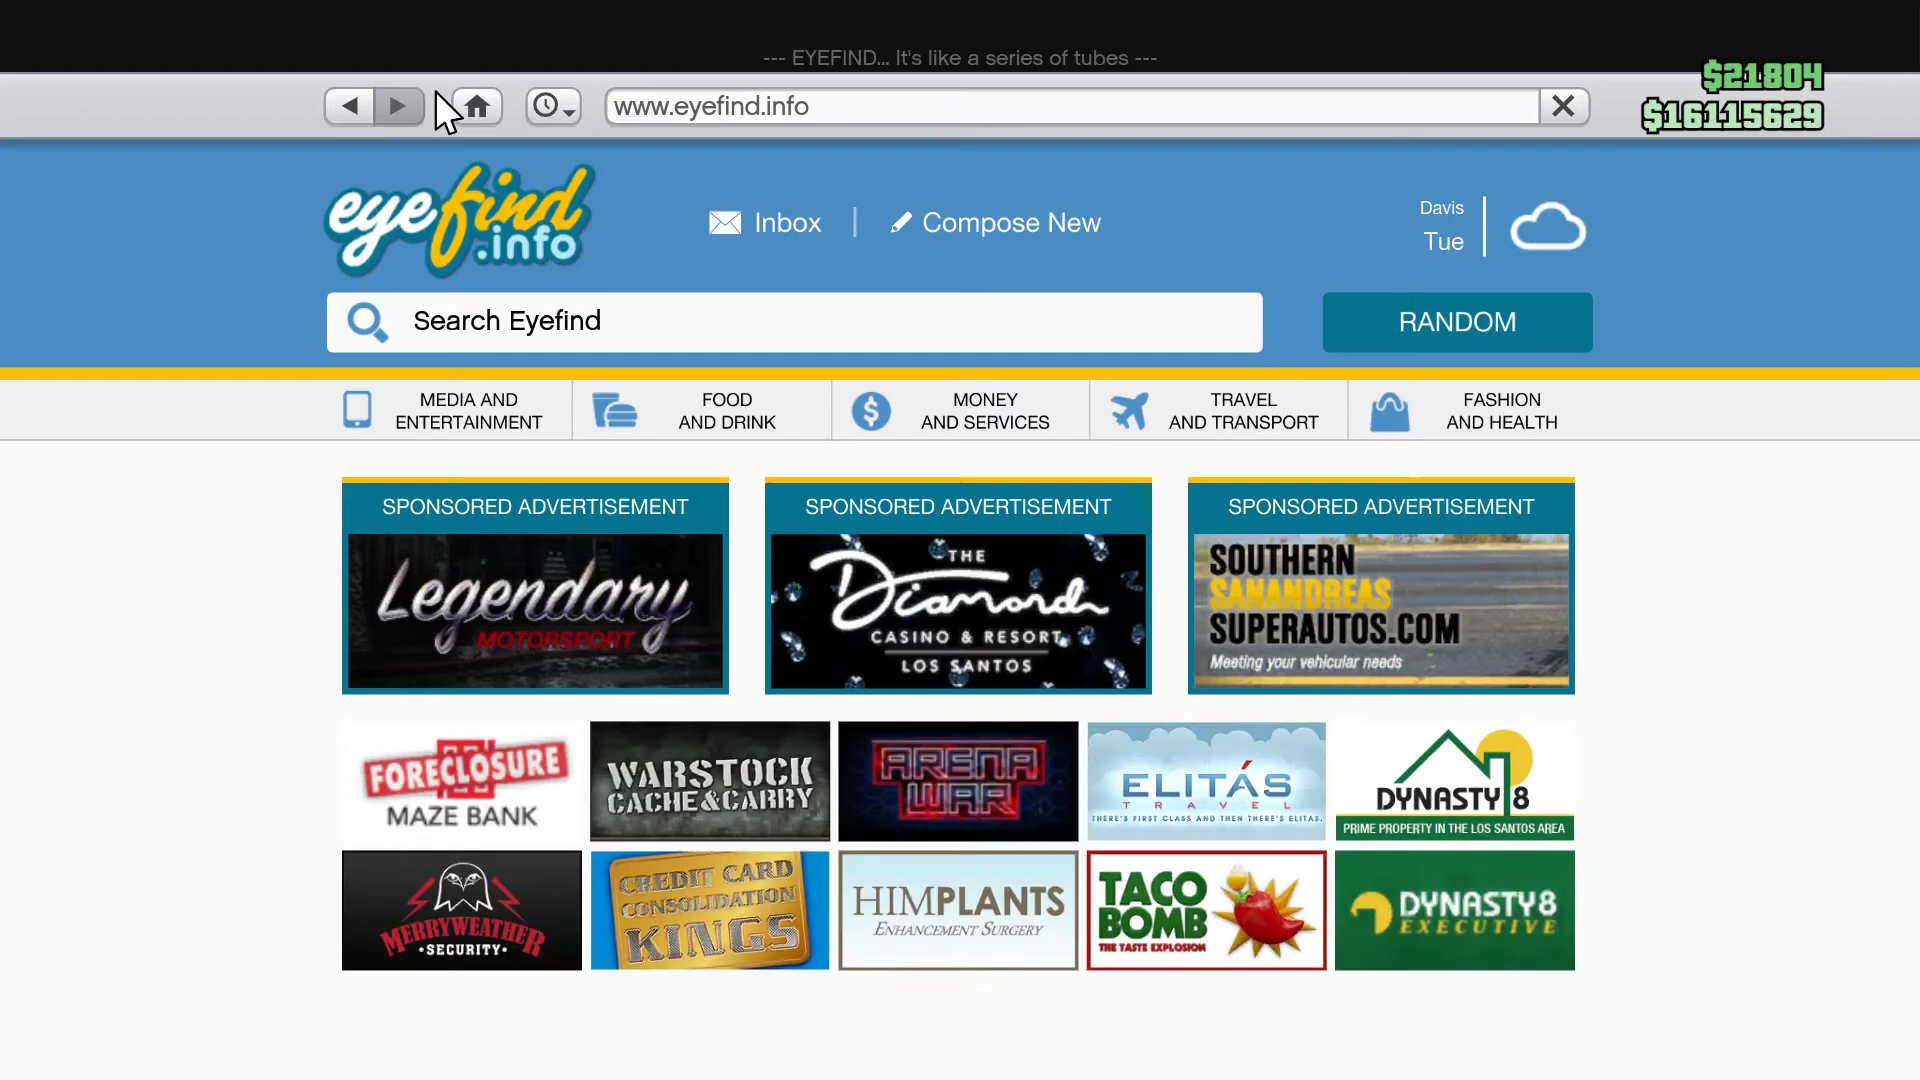 --- EYEFIND... It's like a series of tubes ---
$21804
www.eyefind.info
$16115629
eyefind
.info
Inbox
Compose New
Davis
Tue
Search Eyefind
RANDOM
MEDIA AND
ENTERTAINMENT
FOOD
AND DRINK
MONEY
AND SERVICES
TRAVEL
AND TRANSPORT
FASHION
AND HEALTH
SPONSORED ADVERTISEMENT
Legendary
MOTORSPORT
SPONSORED ADVERTISEMENT
THE
Diamond
CASINO & RESORT
LOS SANTOS
SPONSORED ADVERTISEMENT
SOUTHERN
SANANDREAS
SUPERAUTOS.COM
Meeting your vehicular needs
FORECLOSURE
MAZE BANK
WARSTOCK
CACHE&CARRY
ARENA
WAR
ELITÁS
TRAVEL
THERE'S FIRST CLASS AND THEN THERE'S ELITAS.
DYNASTY 8
PRIME PROPERTY IN THE LOS SANTOS AREA
MERRYWEATHER
•SECURITY•
CREDIT CARD
CONSOLIDATION
KINGS
HIMPLANTS
ENHANCEMENT SURGERY
TACO
BOMB
THE TASTE EXPLOSION
DYNASTY8
EXECUTIVE